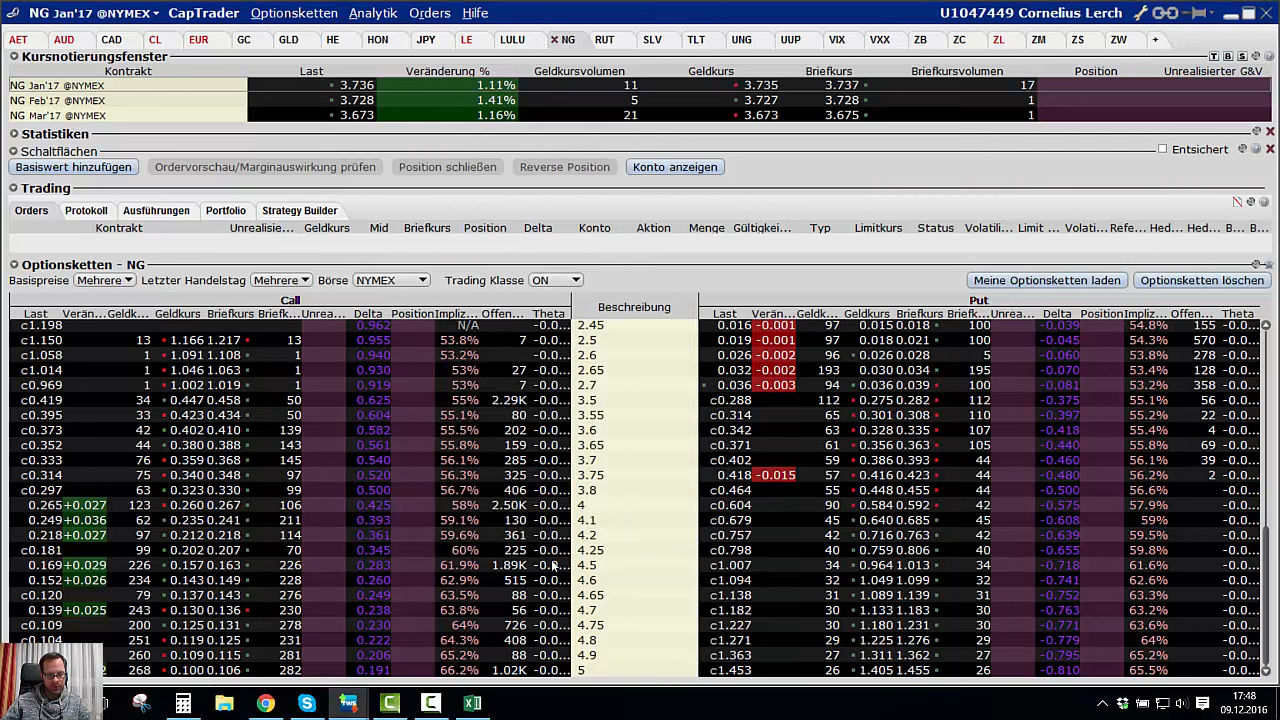 NG Jan'17 @NYMEX CapTrader Optionsketten Analytik Orders Hilfe U1047449 Cornelius Lerch
AET AUD CAD CL EUR GC GLD HE HON JPY LE LULU NG RUT SLV TLT UNG UUP VIX VXX ZB ZC ZL ZM ZS ZW +
Kursnotierungsfenster
Kontrakt Last Veränderung % Geldkursvolumen Geldkurs Briefkurs Briefkursvolumen Position Unrealisierter G&V
NG Jan'17 @NYMEX 3.736 1.11% 11 3.735 3.737 17
NG Feb'17 @NYMEX 3.728 1.41% 5 3.727 3.728 1
NG Mar'17 @NYMEX 3.673 1.16% 21 3.673 3.675 1
Statistiken
Schaltflächen Entsichert
Basiswert hinzufügen Ordervorschau/Marginauswirkung prüfen Position schließen Reverse Position Konto anzeigen
Trading
Orders Protokoll Ausführungen Portfolio Strategy Builder
Kontrakt Unrealisie... Geldkurs Mid Briefkurs Position Delta Konto Aktion Menge Gültigkei... Typ Limitkurs Status Volatili... Limit ... Volati... Refe... Hed... Hed... B... B...
Optionsketten - NG
Basispreise Mehrere Letzter Handelstag Mehrere Börse NYMEX Trading Klasse ON Meine Optionsketten laden Optionsketten löschen
Call Beschreibung Put
Last Verän... Geldk... Geldkurs Briefkurs Briefk... Unrea... Delta Position Impliz... Offen... Theta Last Verän... Geldk... Geldkurs Briefkurs Briefk... Unrea... Delta Position Impliz... Offen... Theta
c1.198 0.962 N/A -0.0... 2.45 0.016 -0.001 97 0.015 0.018 100 -0.039 54.8% 155 -0.0...
c1.150 13 1.166 1.217 13 0.955 53.8% 7 -0.0... 2.5 0.019 -0.001 97 0.018 0.021 100 -0.045 54.3% 570 -0.0...
c1.058 1 1.091 1.108 1 0.940 53.2% -0.0... 2.6 0.026 -0.002 96 0.026 0.028 5 -0.060 53.8% 278 -0.0...
c1.014 1 1.046 1.063 1 0.930 53% 27 -0.0... 2.65 0.032 -0.002 193 0.030 0.034 195 -0.070 53.4% 128 -0.0...
c0.969 1 1.002 1.019 1 0.919 53% 7 -0.0... 2.7 0.036 -0.003 94 0.036 0.039 100 -0.081 53.2% 358 -0.0...
c0.419 34 0.447 0.458 50 0.625 55% 2.29K -0.0... 3.5 c0.288 112 0.275 0.282 112 -0.375 55.1% 56 -0.0...
c0.395 33 0.423 0.434 50 0.604 55.1% 80 -0.0... 3.55 c0.314 65 0.301 0.308 110 -0.397 55.2% 22 -0.0...
c0.373 42 0.402 0.410 139 0.582 55.5% 202 -0.0... 3.6 c0.342 63 0.328 0.335 107 -0.418 55.4% 4 -0.0...
c0.352 44 0.380 0.388 143 0.561 55.8% 159 -0.0... 3.65 c0.371 61 0.356 0.363 105 -0.440 55.8% 69 -0.0...
c0.333 76 0.359 0.369 145 0.540 56.1% 285 -0.0... 3.7 c0.402 59 0.386 0.393 44 -0.460 56.1% 39 -0.0...
c0.314 75 0.340 0.349 98 0.520 56.3% 325 -0.0... 3.75 0.418 -0.015 57 0.416 0.423 44 -0.480 56.2% 2 -0.0...
c0.297 63 0.323 0.330 99 0.500 56.7% 406 -0.0... 3.8 c0.464 55 0.448 0.455 42 -0.500 56.6% -0.0...
0.265 +0.027 123 0.260 0.267 106 0.425 58% 2.50K -0.0... 4 c0.604 90 0.584 0.592 42 -0.575 57.9% -0.0...
0.249 +0.036 62 0.235 0.241 211 0.393 59.1% 130 -0.0... 4.1 c0.679 45 0.640 0.685 42 -0.608 59% -0.0...
0.218 +0.027 97 0.212 0.218 114 0.361 59.6% 361 -0.0... 4.2 c0.757 42 0.716 0.763 42 -0.639 59.5% -0.0...
c0.181 99 0.202 0.207 70 0.345 60% 225 -0.0... 4.25 c0.798 40 0.759 0.806 40 -0.655 59.8% -0.0...
0.169 +0.029 226 0.157 0.163 226 0.283 61.9% 1.89K -0.0... 4.5 c1.007 34 0.964 1.013 34 -0.718 61.6% -0.0...
0.152 +0.026 234 0.143 0.149 228 0.260 62.9% 515 -0.0... 4.6 c1.094 32 1.049 1.099 32 -0.741 62.6% -0.0...
c0.120 79 0.137 0.143 276 0.249 63.5% 88 -0.0... 4.65 c1.138 31 1.089 1.139 31 -0.751 63.2% -0.0...
0.139 +0.025 243 0.130 0.136 230 0.238 63.8% 56 -0.0... 4.7 c1.182 30 1.133 1.183 30 -0.763 63.2% -0.0...
c0.109 200 0.125 0.131 278 0.230 64% 726 -0.0... 4.75 c1.227 30 1.180 1.231 30 -0.771 63.8% -0.0...
c0.104 251 0.119 0.125 231 0.222 64.3% 408 -0.0... 4.8 c1.271 29 1.225 1.276 29 -0.779 64% -0.0...
260 0.109 0.115 281 0.206 65.2% 88 -0.0... 4.9 c1.363 27 1.311 1.362 27 -0.795 65.2% -0.0...
268 0.100 0.106 282 0.191 66.2% 1.02K -0.0... 5 c1.453 26 1.405 1.455 26 -0.810 65.5% -0.0...
17:48
09.12.2016